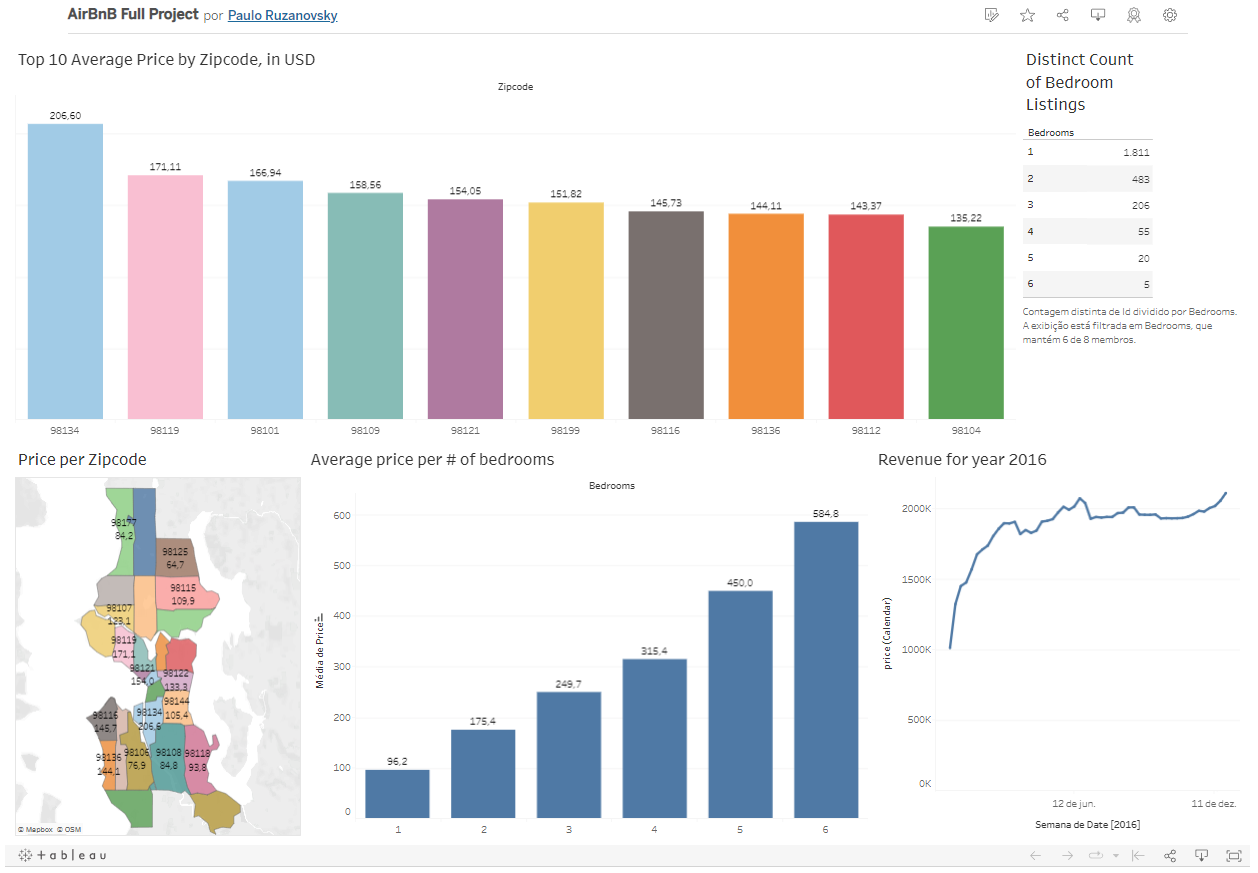 AirBnB Full Project por Paulo Ruzanovsky
Top 10 Average Price by Zipcode, in USD
Zipcode
206,60
171,11
166,94
158,56
154,05
151,82
145,73
144,11
143,37
135,22
98134
98119
98101
98109
98121
98199
98116
98136
98112
98104
Distinct Count
of Bedroom
Listings
Bedrooms
1 1.811
2 483
3 206
4 55
5 20
6 5
Contagem distinta de Id dividido por Bedrooms.
A exibição está filtrada em Bedrooms, que
mantém 6 de 8 membros.
Price per Zipcode
98177
84,2
98125
64,7
98115
109,9
98107
123,1
98119
171,1
98121
154,0
98122
133,3
98144
105,4
98134
206,6
98116
145,7
98136
144,1
98106
76,9
98108
84,8
98118
93,8
© Mapbox © OSM
Average price per # of bedrooms
Bedrooms
Média de Price
600
500
400
300
200
100
0
96,2
175,4
249,7
315,4
450,0
584,8
1
2
3
4
5
6
Revenue for year 2016
price (Calendar)
2000K
1500K
1000K
500K
0K
12 de jun.
11 de dez.
Semana de Date [2016]
+ a b l e a u